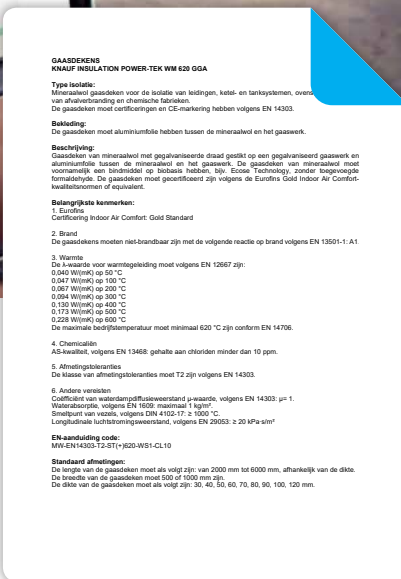 GAASDEKENS
KNAUF INSULATION POWER-TEK WM 620 GGA
Type isolatie:
Mineraalwol gaasdeken voor de isolatie van leidingen, ketel- en tanksystemen,
van afvalverbranding en chemische fabrieken.
De gaasdeken moet certificeringen en CE-markering hebben volgens EN 14303.
Bekleding:
De gaasdeken moet aluminiumfolie hebben tussen de mineraalwol en het gaaswerk.
Beschrijving:
Gaasdeken van mineraalwol met gegalvaniseerde draad gestikt op een gegalvaniseerd gaaswerk en
aluminiumfolie tussen de mineraalwol en het gaaswerk. De gaasdeken van mineraalwol moet
voornamelijk een bindmiddel op biobasis hebben, bijv. Ecose Technology, zonder toegevoegde
formaldehyde. De gaasdeken moet gecertificeerd zijn volgens de Eurofins Gold Indoor Air Comfort-
kwaliteitsnormen of equivalent.
Belangrijkste kenmerken:
1. Eurofins
Certificering Indoor Air Comfort: Gold Standard
2. Brand
De gaasdekens moeten niet-brandbaar zijn met de volgende reactie op brand volgens EN 13501-1: A1
3. Warmte
De λ-waarde voor warmtegeleiding moet volgens EN 12667 zijn:
0,040 W/(mK) op 50 °C
0,047 W/(mK) op 100 °C
0,067 W/(mK) op 200 °C
0,094 W/(mK) op 300 °C
0,130 W/(mK) op 400 °C
0,173 W/(mK) op 500 °C
0,228 W/(mK) op 600 °C
De maximale bedrijfstemperatuur moet minimaal 620 °C zijn conform EN 14706.
4. Chemicaliën
AS-kwaliteit, volgens EN 13468: gehalte aan chloriden minder dan 10 ppm.
5. Afmetingstoleranties
De klasse van afmetingstoleranties moet T2 zijn volgens EN 14303.
6. Andere vereisten
Coëfficiënt van waterdampdiffusieweerstand µ-waarde, volgens EN 14303: µ= 1.
Waterabsorptie, volgens EN 1609: maximaal 1 kg/m².
Smeltpunt van vezels, volgens DIN 4102-17: ≥ 1000 °C.
Longitudinale luchtstromingsweerstand, volgens EN 29053: ≥ 20 kPa·s/m²
EN-aanduiding code:
MW-EN14303-T2-ST(+)620-WS1-CL10
Standaard afmetingen:
De lengte van de gaasdeken moet als volgt zijn: van 2000 mm tot 6000 mm, afhankelijk van de dikte.
De breedte van de gaasdeken moet 500 of 1000 mm zijn.
De dikte van de gaasdeken moet als volgt zijn: 30, 40, 50, 60, 70, 80, 90, 100, 120 mm.